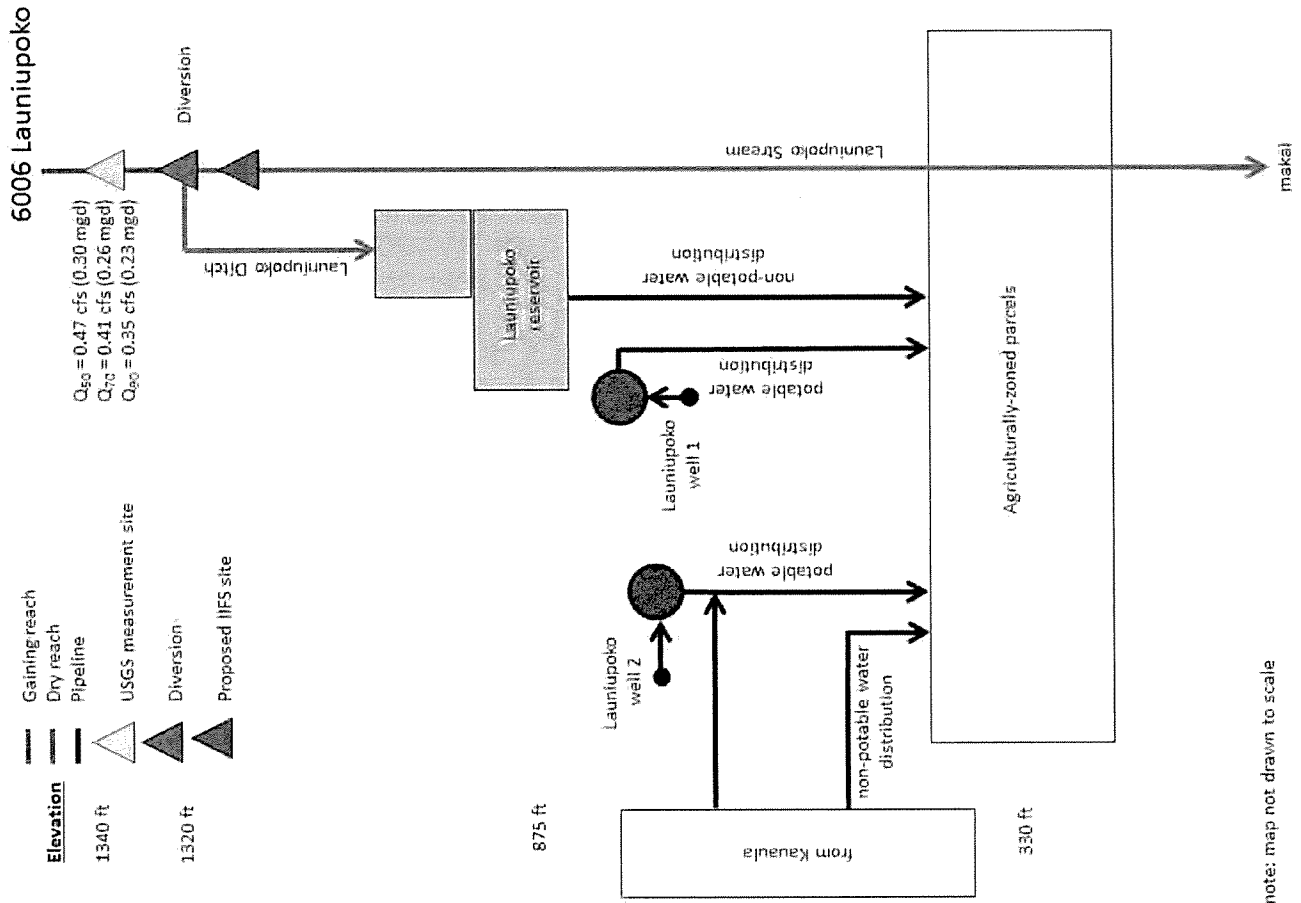 6006 Launiupoko
Elevation
1340 ft
1320 ft
875 ft
330 ft
Gaining reach
Dry reach
Pipeline
USGS measurement site
Diversion
Proposed IIFS site
Q50 = 0.47 cfs (0.30 mgd)
Q70 = 0.41 cfs (0.26 mgd)
Q90 = 0.35 cfs (0.23 mgd)
Diversion
Launiupoko Ditch
Launiupoko Stream
Launiupoko
reservoir
non-potable water
distribution
potable water
distribution
Launiupoko
well 1
Launiupoko
well 2
potable water
distribution
from Kauaula
non-potable water
distribution
Agriculturally-zoned parcels
makai
note: map not drawn to scale